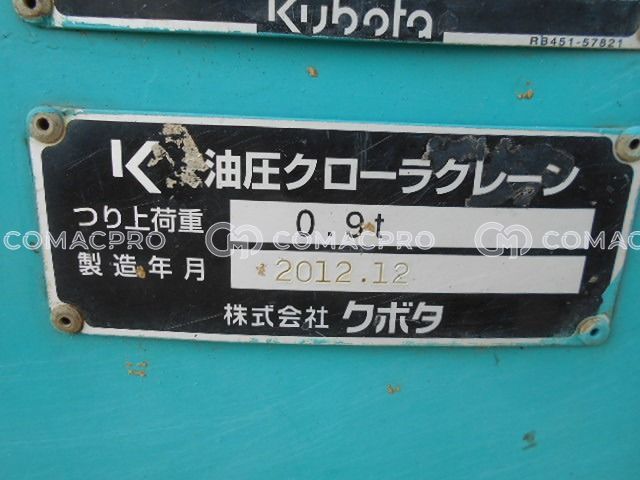 Kubota
RB451-57821
油圧クローラクレーン
つり上荷重 0.9t
製造年月 2012.12
株式会社 クボタ
COMACPRO COMACPRO COMACPRO